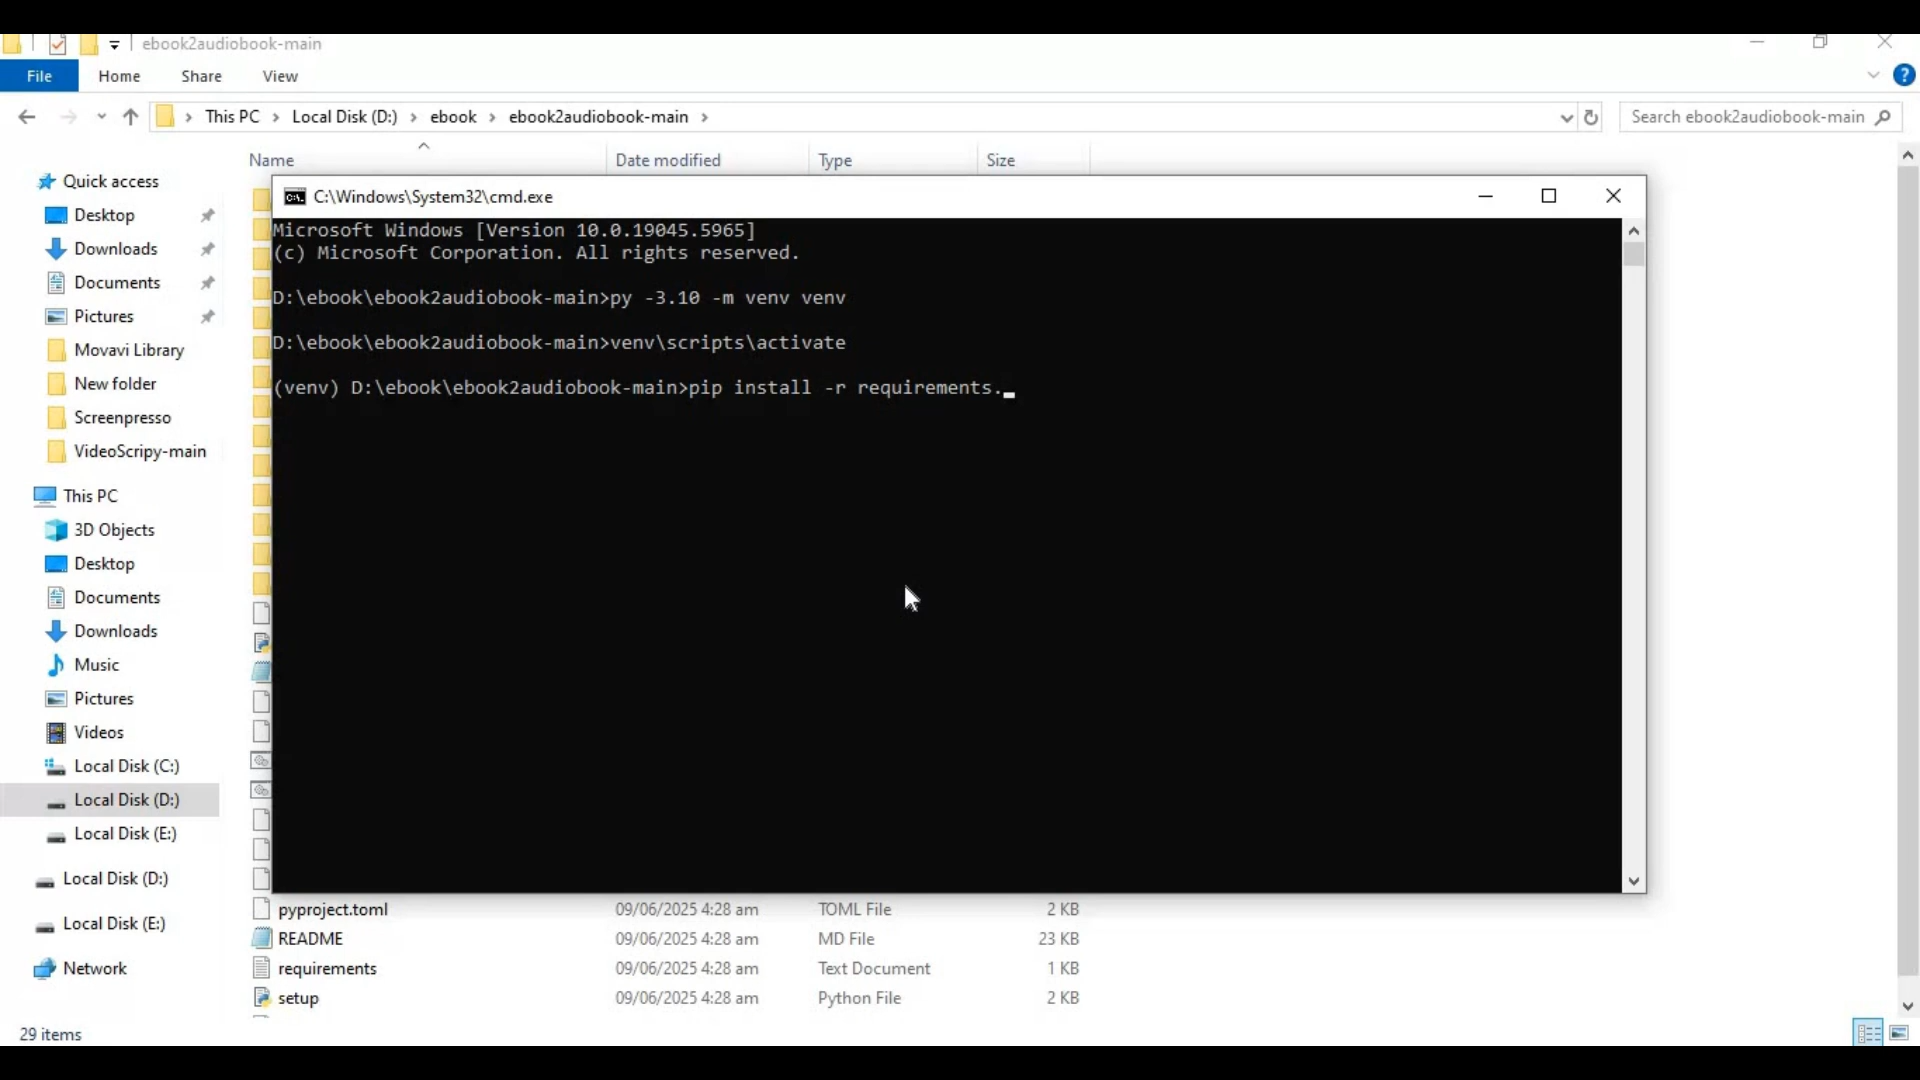 ebook2audiobook-main
File Home Share View
This PC > Local Disk (D:) > ebook > ebook2audiobook-main >
Search ebook2audiobook-main
Name Date modified Type Size
Quick access
Desktop
Downloads
Documents
Pictures
Movavi Library
New folder
Screenpresso
VideoScripy-main
This PC
3D Objects
Desktop
Documents
Downloads
Music
Pictures
Videos
Local Disk (C:)
Local Disk (D:)
Local Disk (E:)
Local Disk (D:)
Local Disk (E:)
Network
C:\Windows\System32\cmd.exe
Microsoft Windows [Version 10.0.19045.5965]
(c) Microsoft Corporation. All rights reserved.
D:\ebook\ebook2audiobook-main>py -3.10 -m venv venv
D:\ebook\ebook2audiobook-main>venv\scripts\activate
(venv) D:\ebook\ebook2audiobook-main>pip install -r requirements.
pyproject.toml 09/06/2025 4:28 am TOML File 2 KB
README 09/06/2025 4:28 am MD File 23 KB
requirements 09/06/2025 4:28 am Text Document 1 KB
setup 09/06/2025 4:28 am Python File 2 KB
29 items